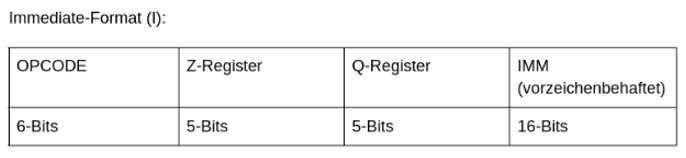 Immediate-Format (I):
OPCODE Z-Register Q-Register IMM
(vorzeichenbehaftet)
6-Bits 5-Bits 5-Bits 16-Bits